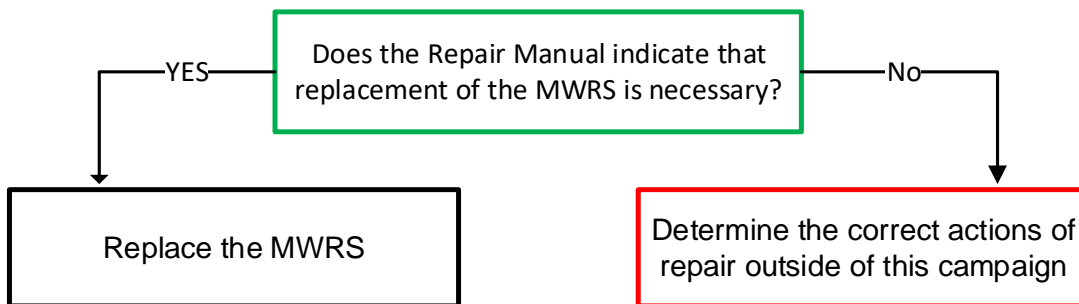 Does the Repair Manual indicate that
replacement of the MWRS is necessary?
YES
No
Replace the MWRS
Determine the correct actions of
repair outside of this campaign